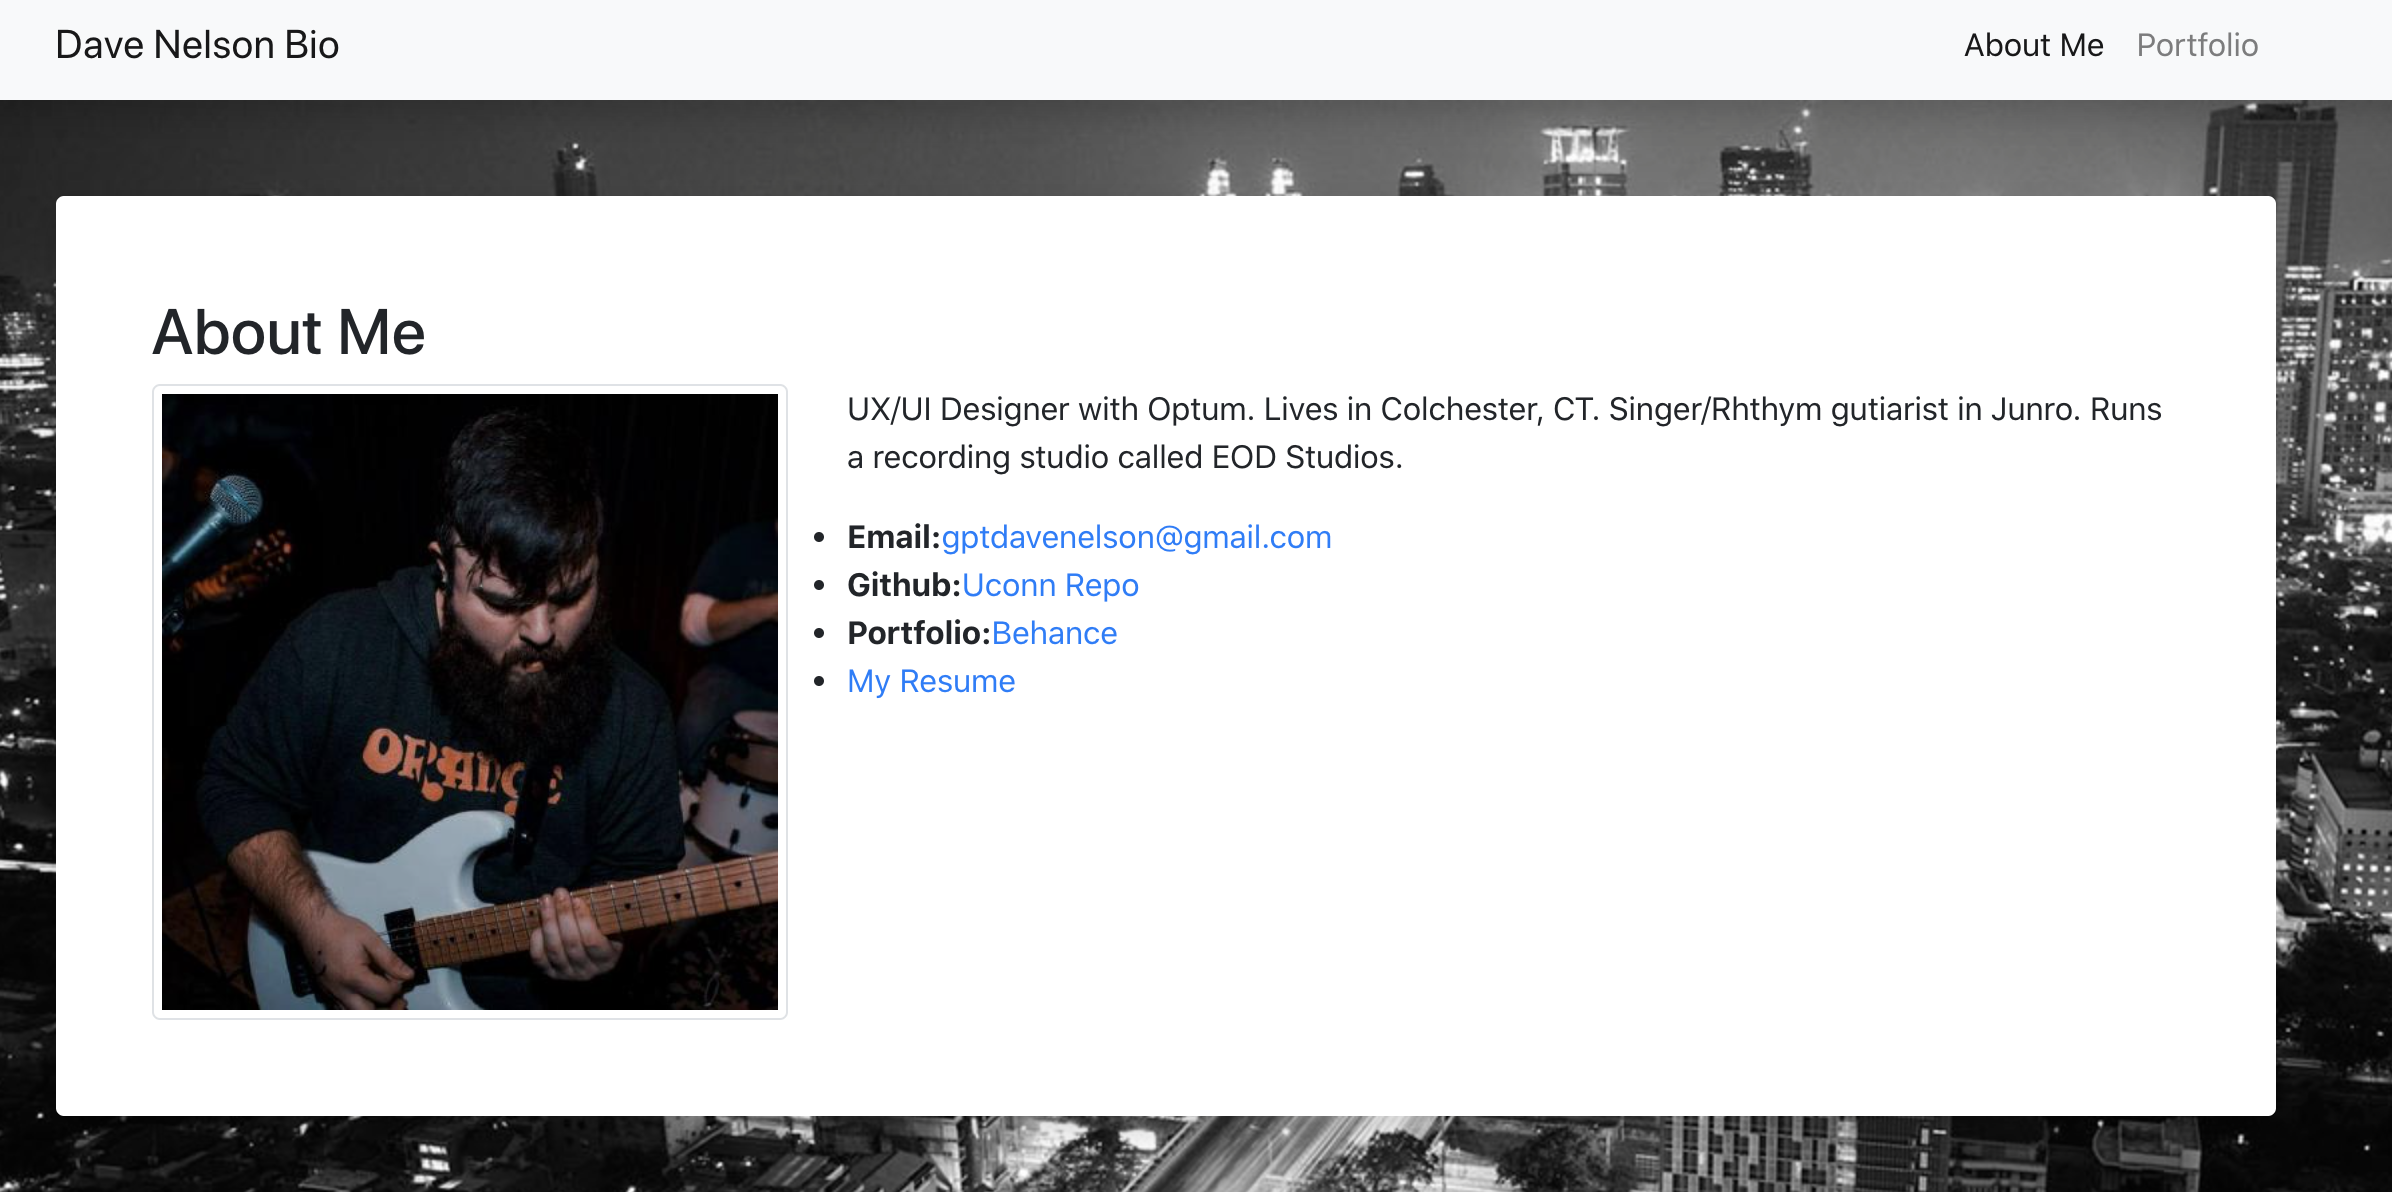 Dave Nelson Bio
About Me
Portfolio
About Me
UX/UI Designer with Optum. Lives in Colchester, CT. Singer/Rhthym gutiarist in Junro. Runs
a recording studio called EOD Studios.
Email:gptdavenelson@gmail.com
Github:Uconn Repo
Portfolio:Behance
My Resume
ORANGE